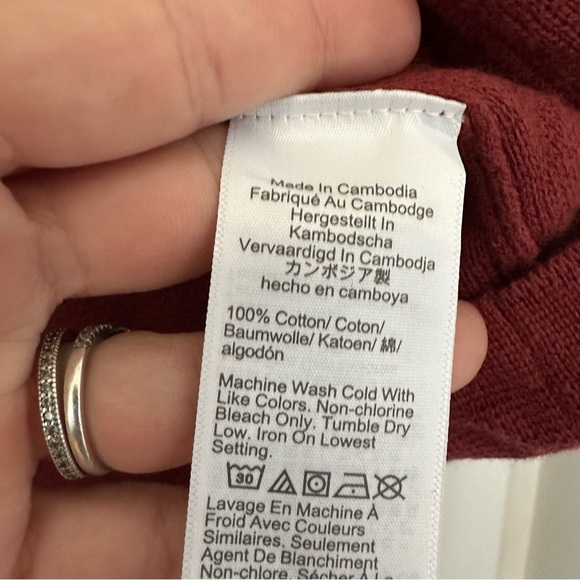 Made In Cambodia
Fabriqué Au Cambodge
Hergestellt In
Kambodscha
Vervaardigd In Cambodja
カンボジア製
hecho en camboya
100% Cotton/ Coton/
Baumwolle/ Katoen/ 綿/
algodón
Machine Wash Cold With
Like Colors. Non-chlorine
Bleach Only. Tumble Dry
Low. Iron On Lowest
Setting.
30
Lavage En Machine À
Froid Avec Couleurs
Similaires. Seulement
Agent De Blanchiment
Non-chlore. Sécher À